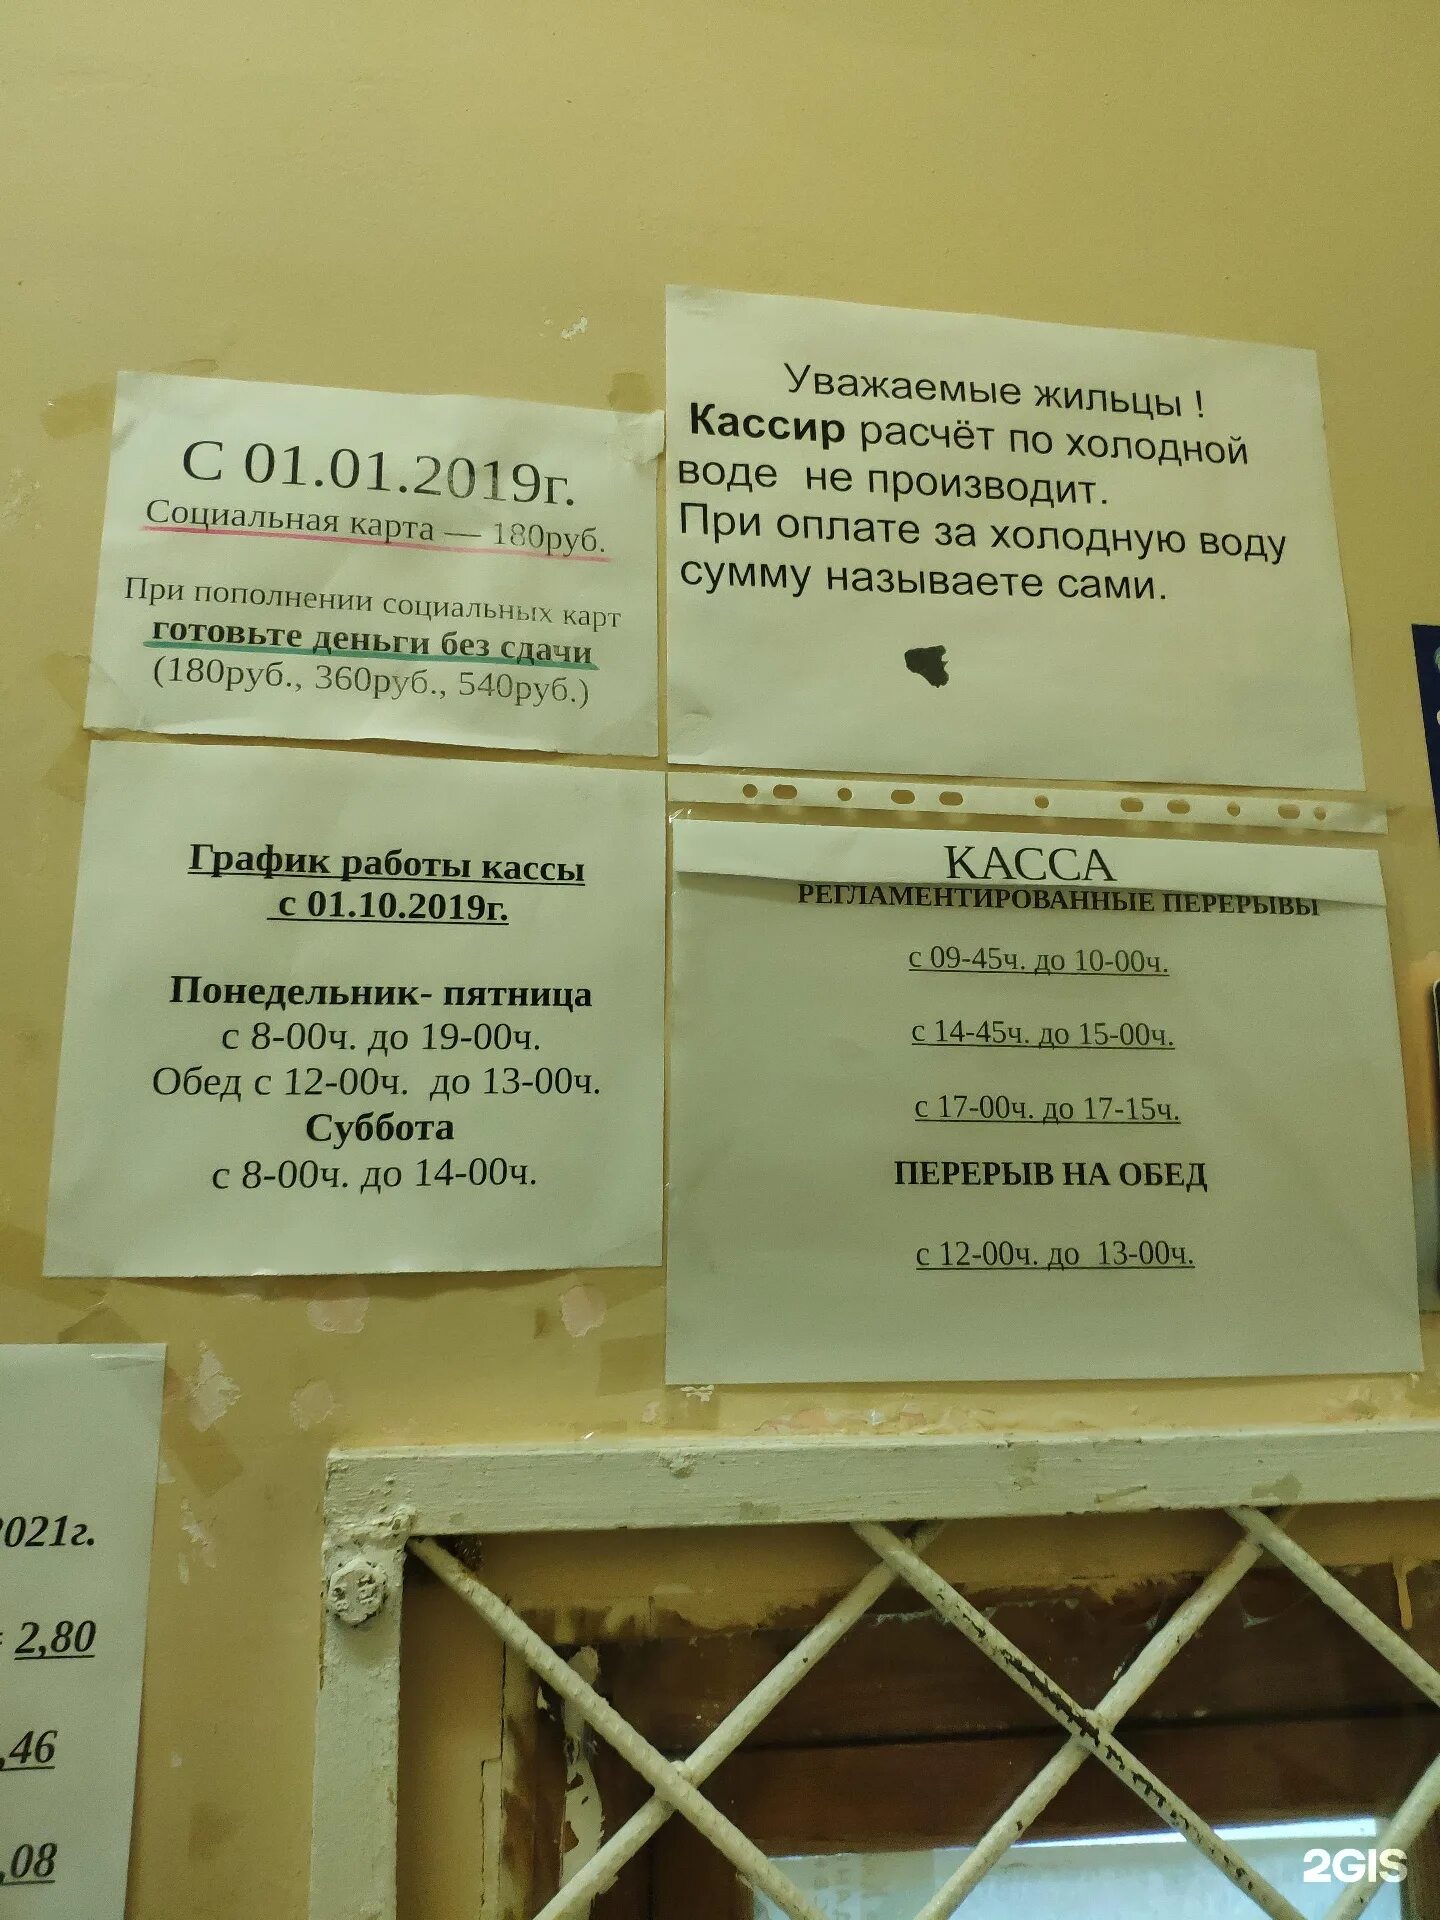 С 01.01.2019г.
Социальная карта — 180руб.
При пополнении социальных карт
готовьте деньги без сдачи
(180руб., 360руб., 540руб.)
Уважаемые жильцы !
Кассир расчёт по холодной
воде не производит.
При оплате за холодную воду
сумму называете сами.
График работы кассы
с 01.10.2019г.
Понедельник- пятница
с 8-00ч. до 19-00ч.
Обед с 12-00ч. до 13-00ч.
Суббота
с 8-00ч. до 14-00ч.
КАССА
РЕГЛАМЕНТИРОВАННЫЕ ПЕРЕРЫВЫ
с 09-45ч. до 10-00ч.
с 14-45ч. до 15-00ч.
с 17-00ч. до 17-15ч.
ПЕРЕРЫВ НА ОБЕД
с 12-00ч. до 13-00ч.
2021г.
= 2,80
,46
,08
2GIS